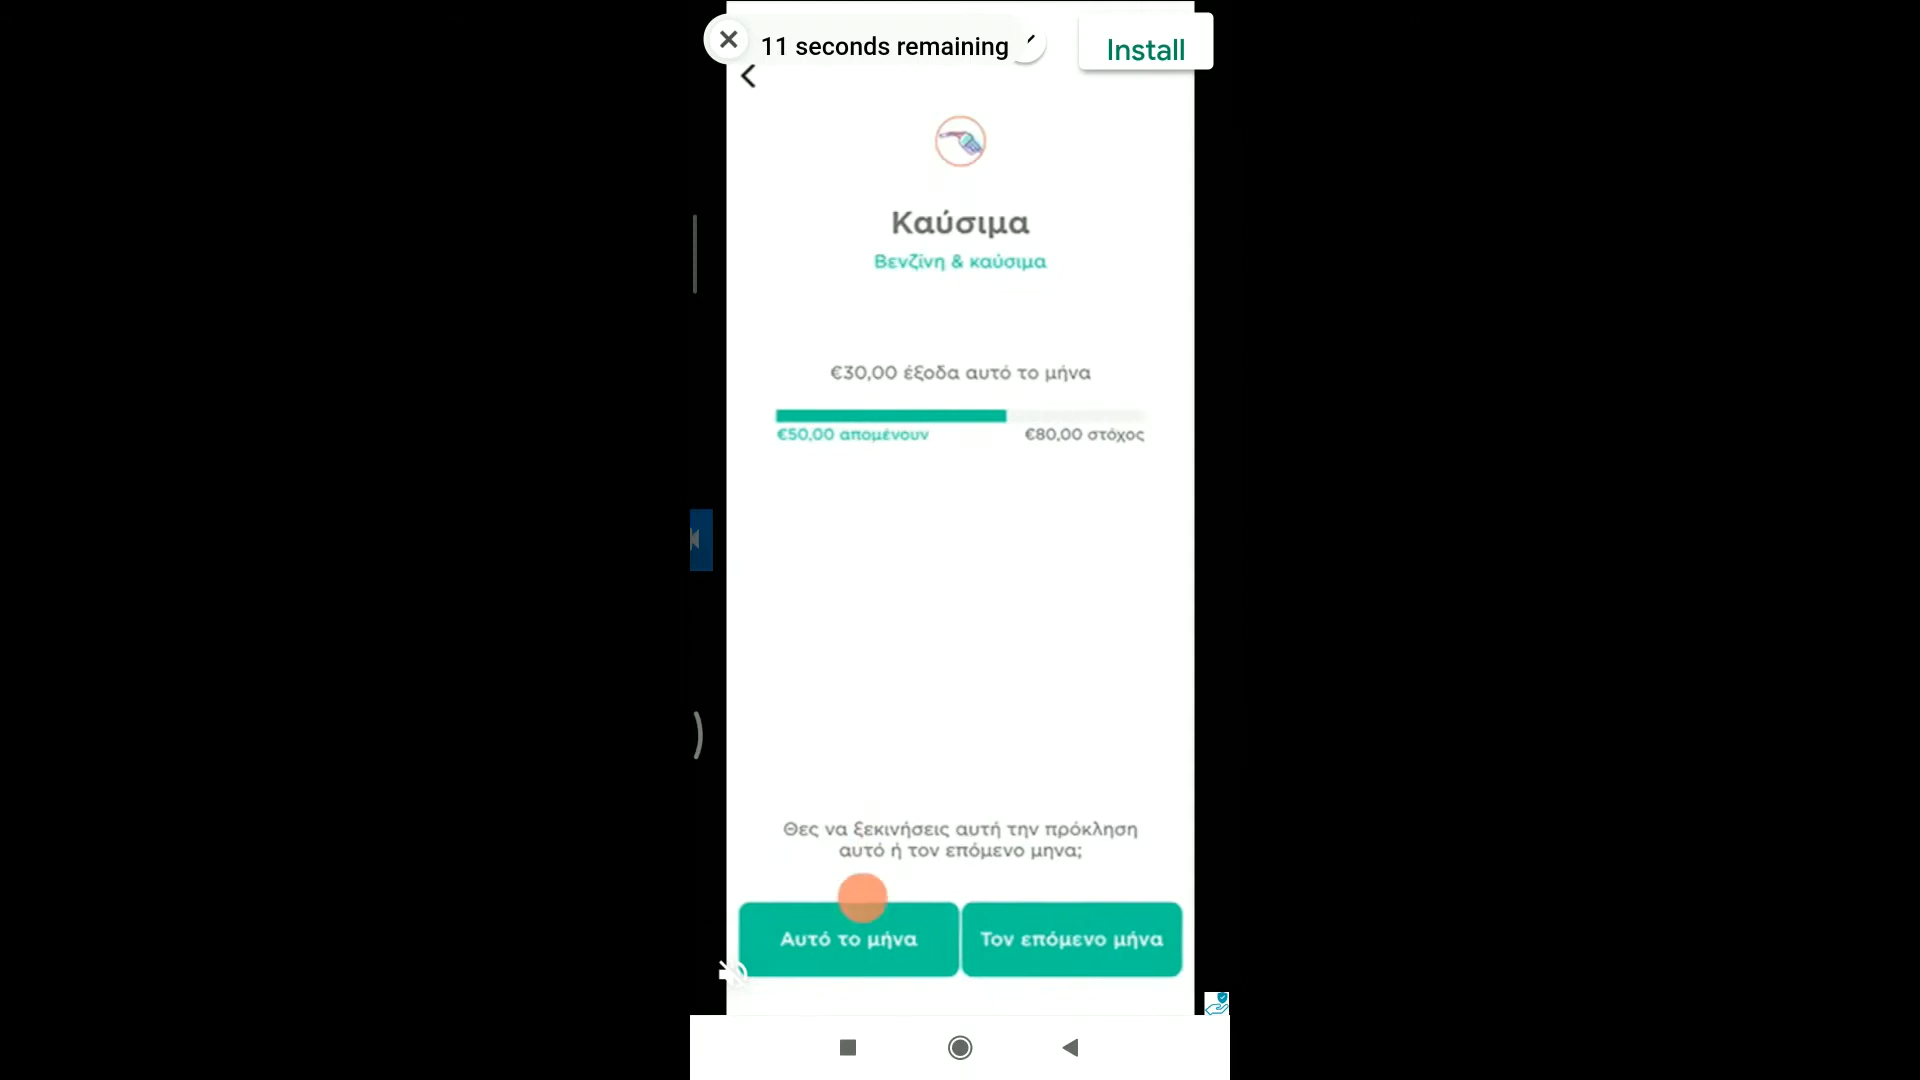 11 seconds remaining
Install
Καύσιμα
Βενζίνη & καύσιμα
€30,00 έξοδα αυτό το μήνα
€50,00 απομένουν
€80,00 στόχος
Θες να ξεκινήσεις αυτή την πρόκληση
αυτό ή τον επόμενο μηνα;
Αυτό το μήνα
Τον επόμενο μήνα